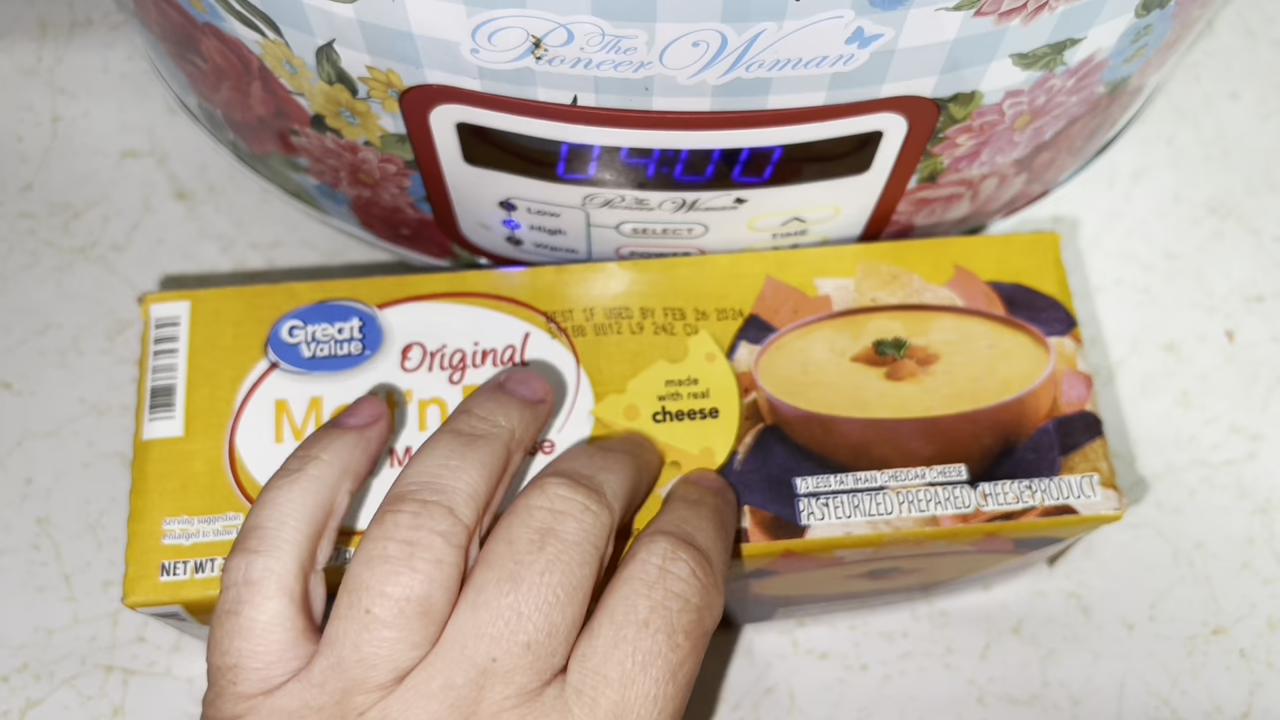 The
Pioneer Woman
04:00
The
Pioneer Woman
Low
High
Warm
SELECT
POWER
TIME
Great
Value
Original
BEST IF USED BY FEB 26 2024
made
with real
cheese
1/3 LESS FAT THAN CHEDDAR CHEESE
PASTEURIZED PREPARED CHEESE PRODUCT
serving suggestion
enlarged to show
NET WT